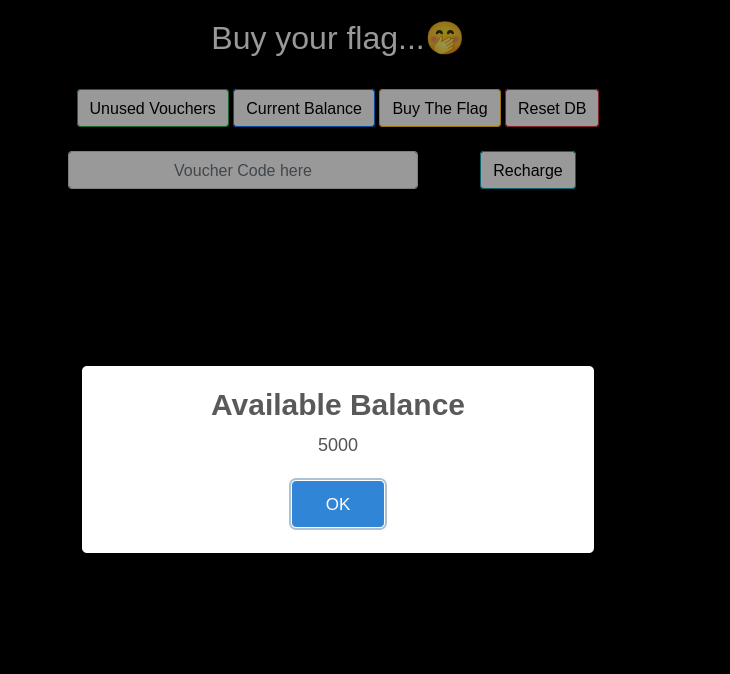 Buy your flag...🤭
Unused Vouchers Current Balance Buy The Flag Reset DB
Voucher Code here Recharge
Available Balance
5000
OK